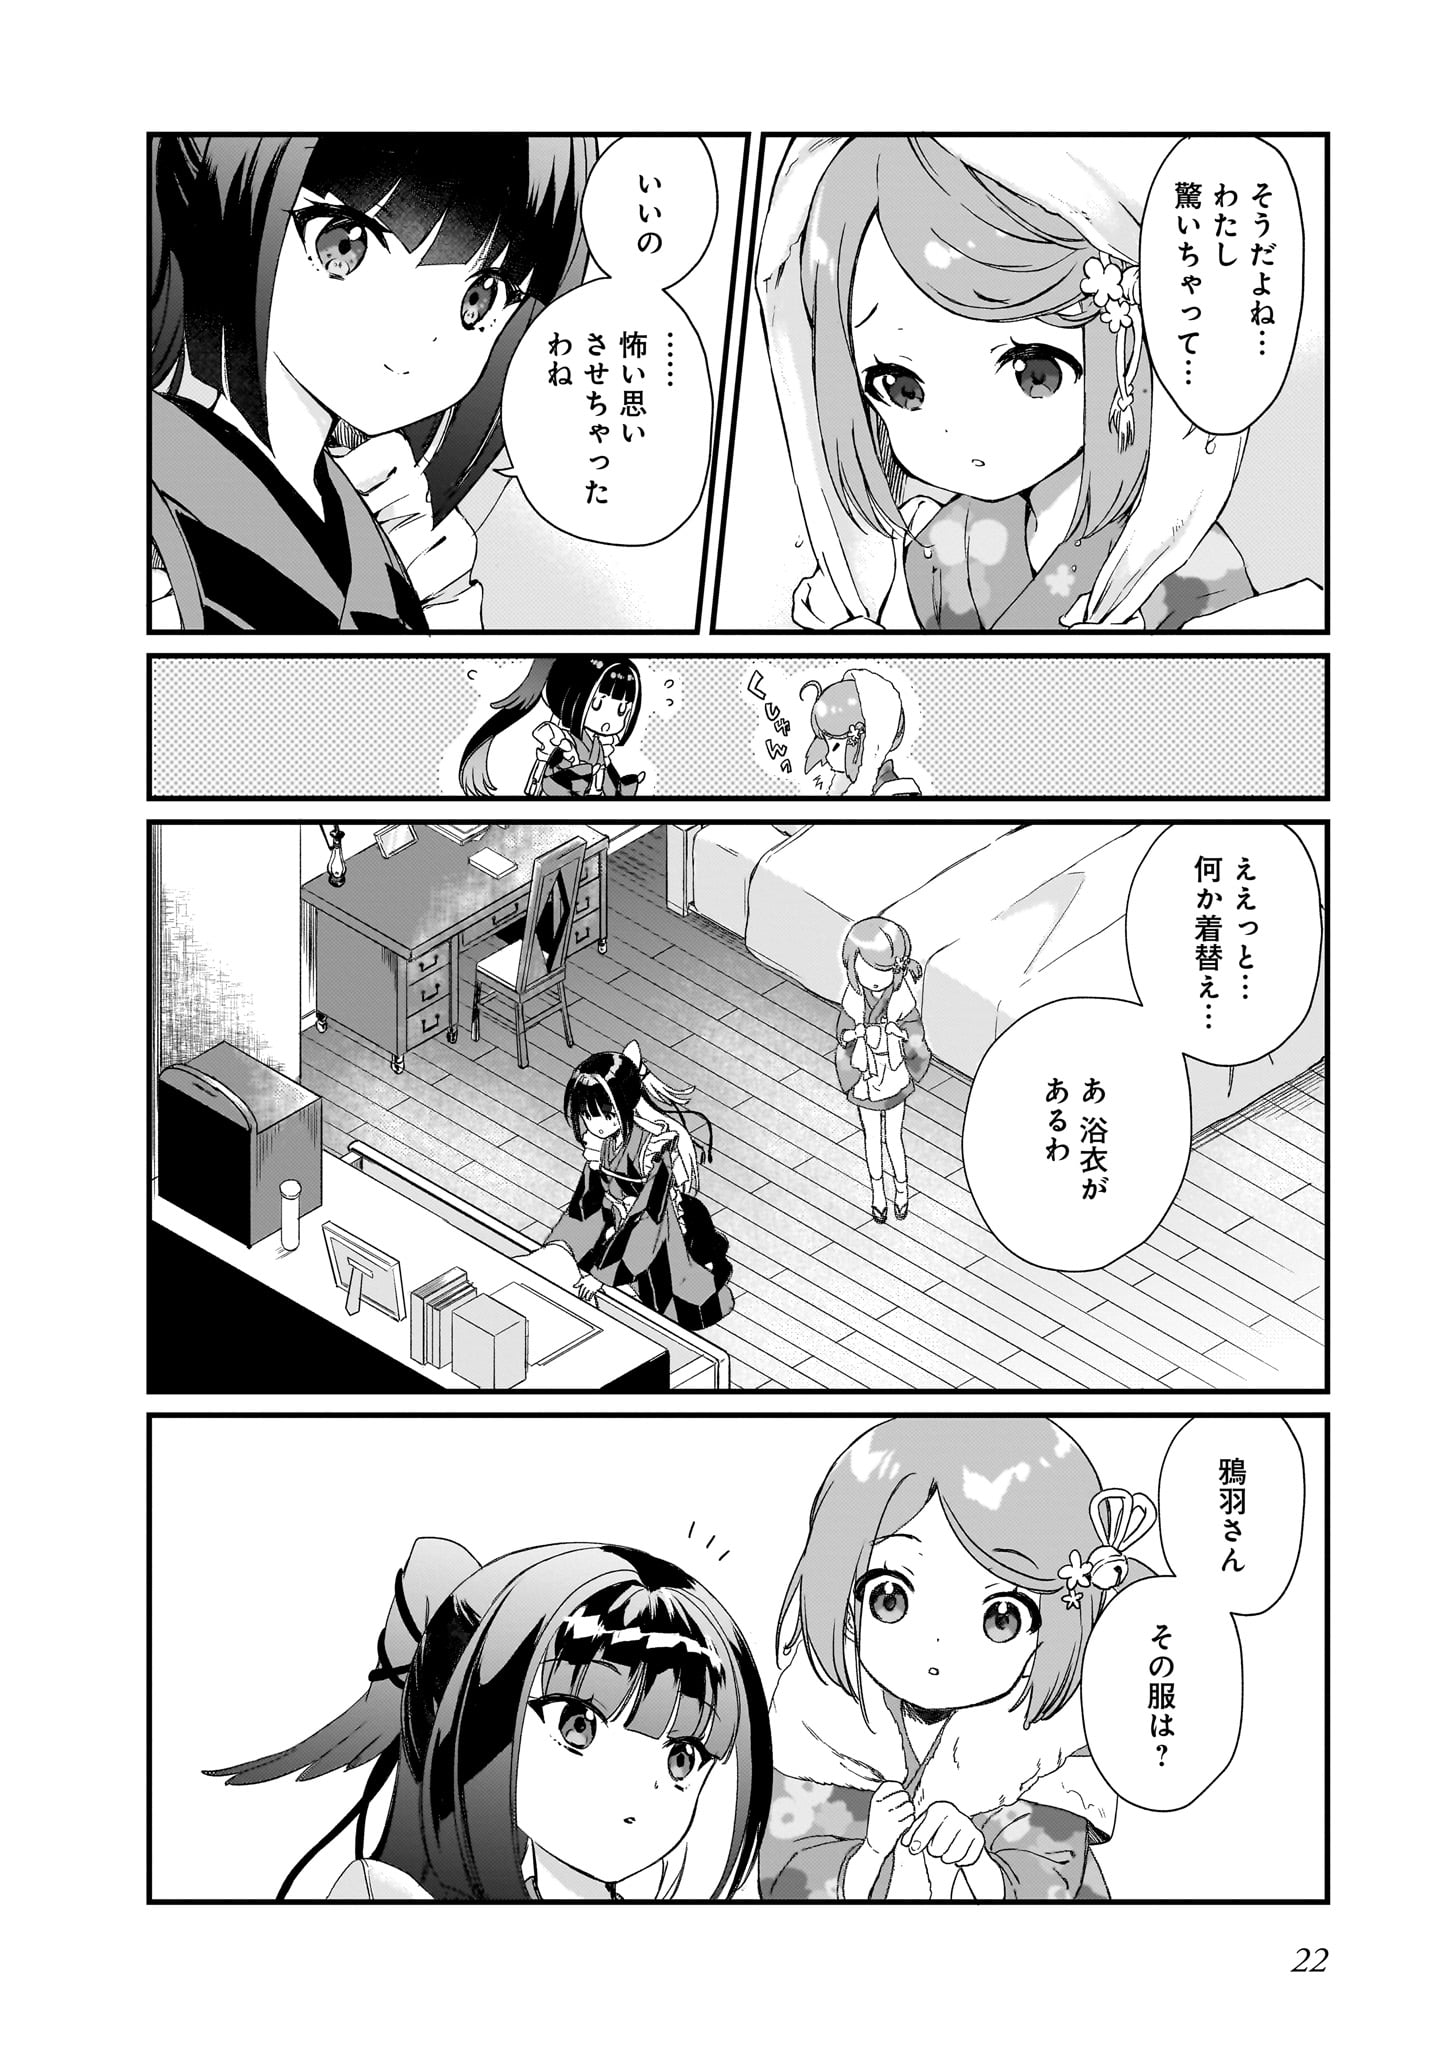 そうだよね…
わたし
驚いちゃって…
いいの
……
怖い思い
させちゃった
わね
くしゅんっ
ええっと…
何か着替え…
あ 浴衣が
あるわ
鴉羽さん
その服は？
22